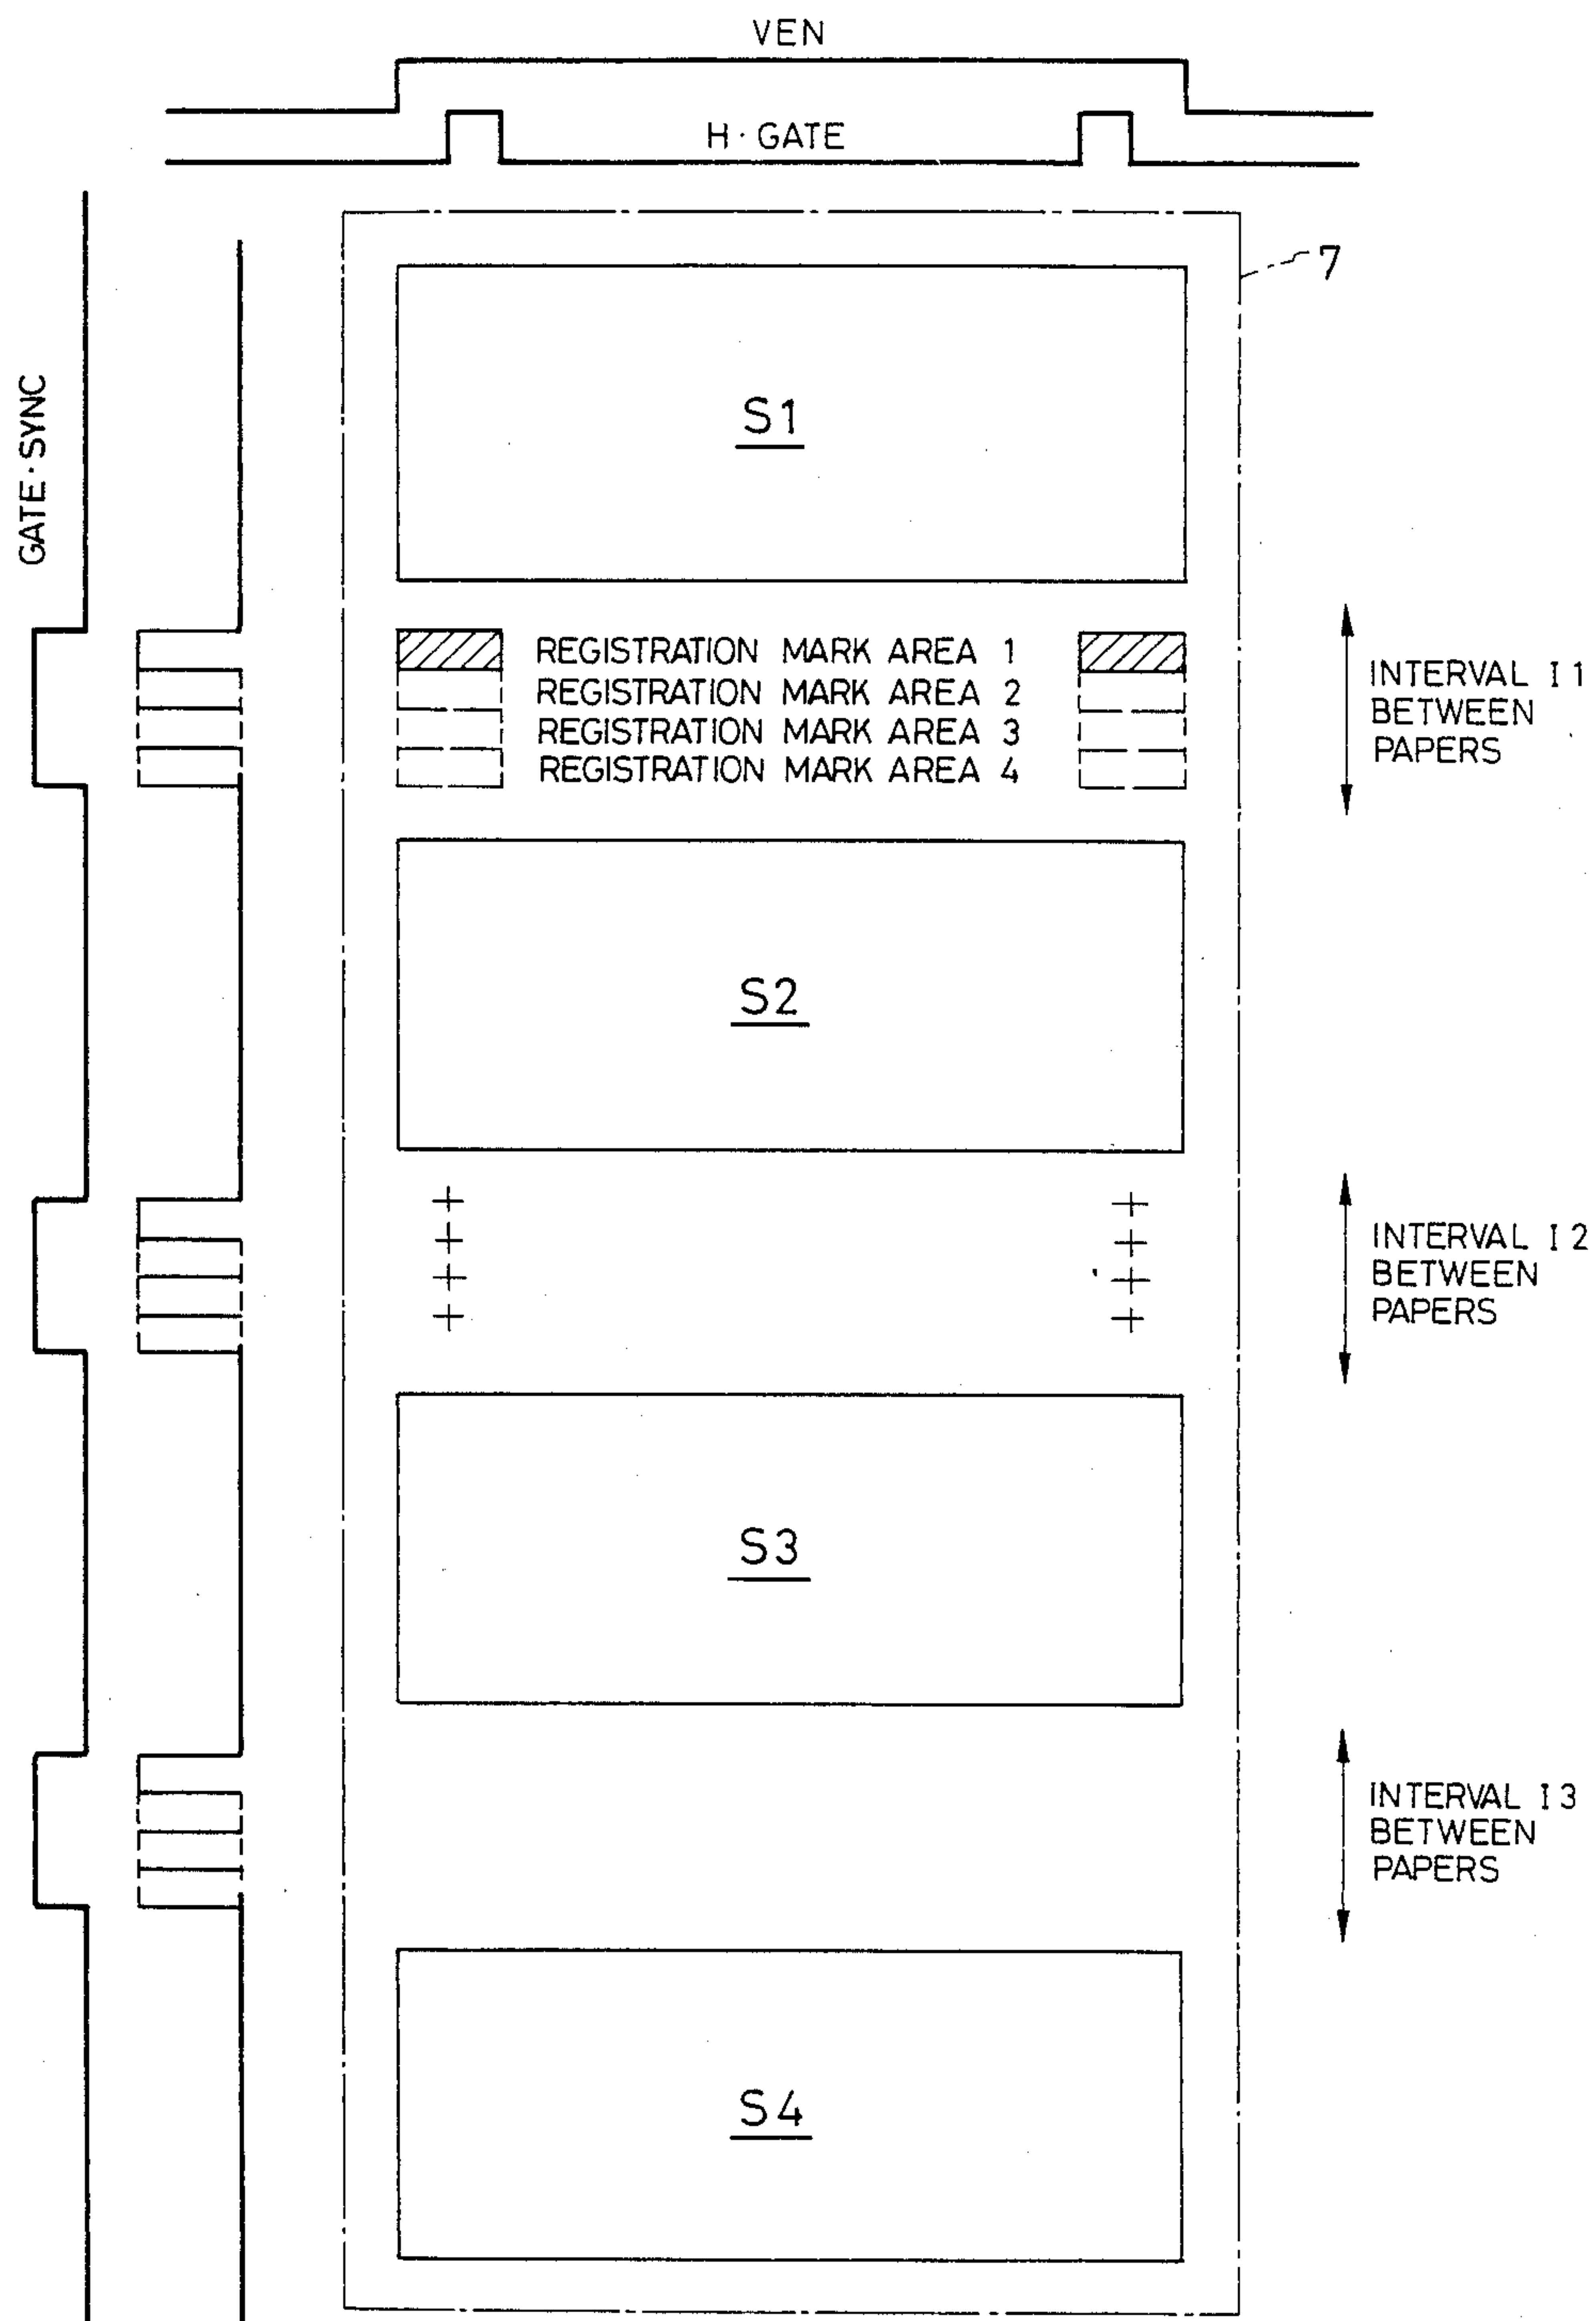 VEN
H·GATE
7
GATE·SYNC
S1
REGISTRATION MARK AREA 1
REGISTRATION MARK AREA 2
REGISTRATION MARK AREA 3
REGISTRATION MARK AREA 4
INTERVAL I1
BETWEEN
PAPERS
S2
INTERVAL I2
BETWEEN
PAPERS
S3
INTERVAL I3
BETWEEN
PAPERS
S4